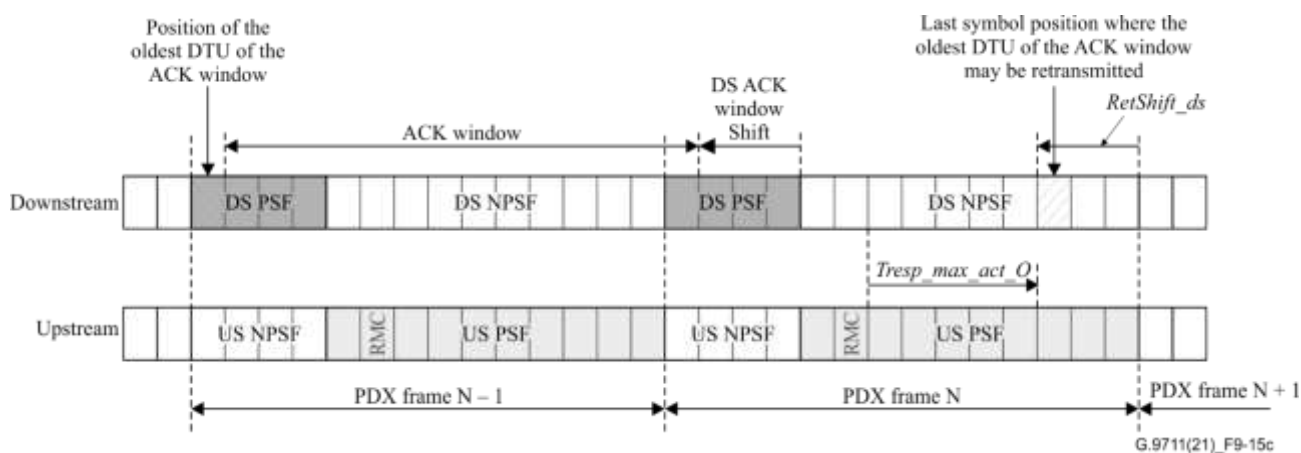 Position of the
oldest DTU of the
ACK window
Last symbol position where the
oldest DTU of the ACK window
may be retransmitted
DS ACK
window
Shift
RetShift_ds
ACK window
Downstream
DS PSF
DS NPSF
DS PSF
DS NPSF
Tresp_max_act_O
Upstream
US NPSF
RMC
US PSF
US NPSF
RMC
US PSF
PDX frame N – 1
PDX frame N
PDX frame N + 1
G.9711(21)_F9-15c